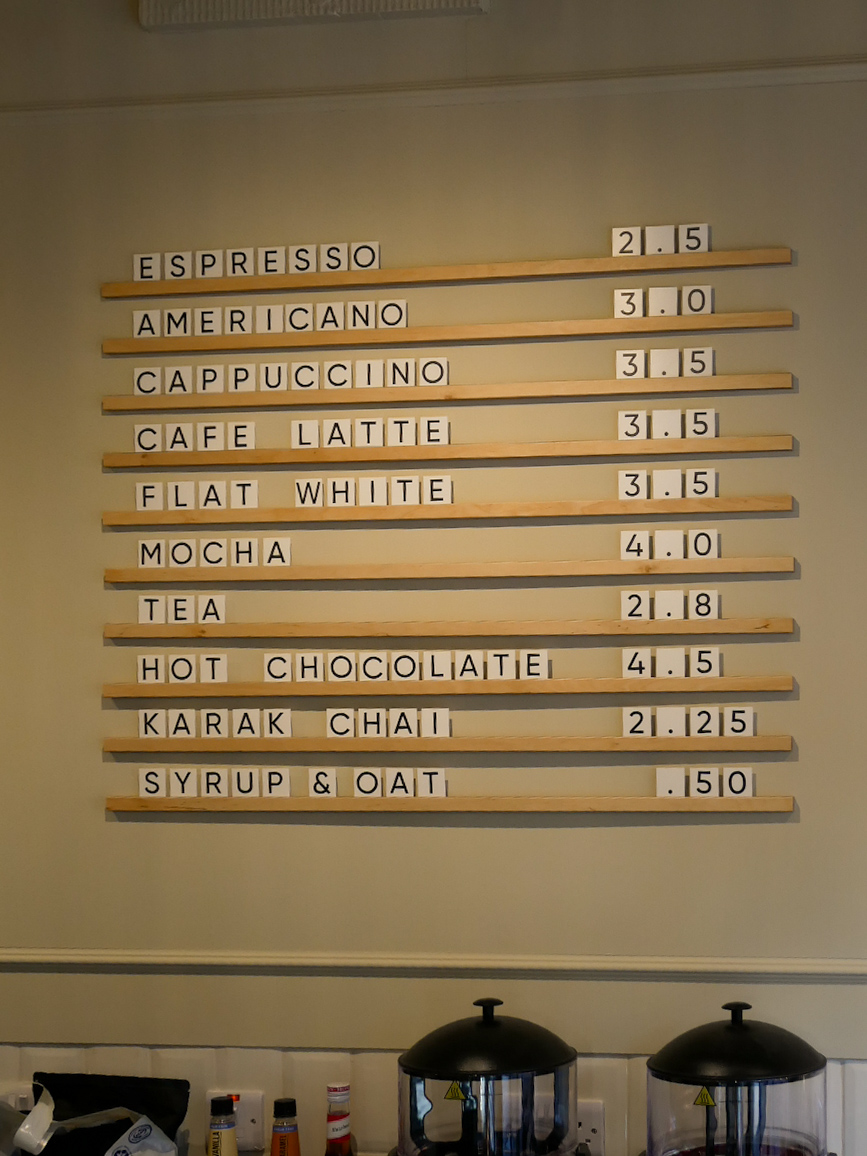 ESPRESSO 2.5
AMERICANO 3.0
CAPPUCCINO 3.5
CAFE LATTE 3.5
FLAT WHITE 3.5
MOCHA 4.0
TEA 2.8
HOT CHOCOLATE 4.5
KARAK CHAI 2.25
SYRUP & OAT .50
VANILLA